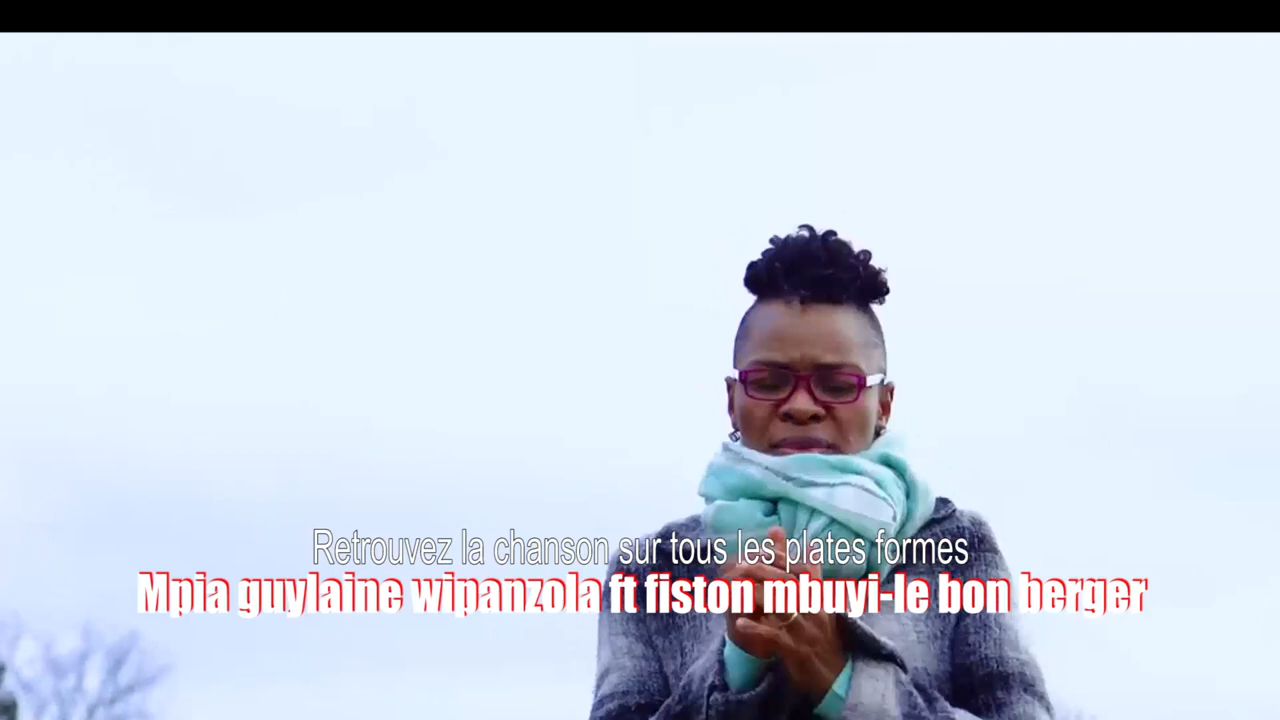 Retrouvez la chanson sur tous les plates formes
Mpia guylaine wipanzola ft fiston mbuyi-le bon berger